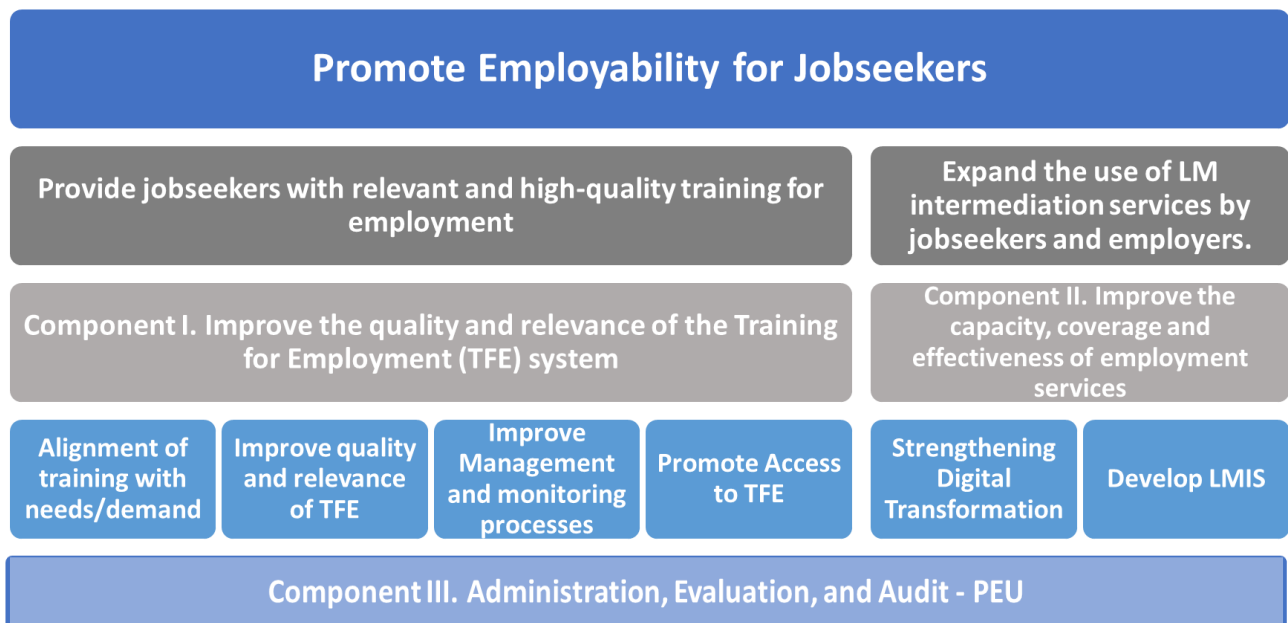 Promote Employability for Jobseekers
Provide jobseekers with relevant and high-quality training for
employment
Expand the use of LM
intermediation services by
jobseekers and employers.
Component I. Improve the quality and relevance of the Training
for Employment (TFE) system
Component II. Improve the
capacity, coverage and
effectiveness of employment
services
Alignment of
training with
needs/demand
Improve quality
and relevance
of TFE
Improve
Management
and monitoring
processes
Promote Access
to TFE
Strengthening
Digital
Transformation
Develop LMIS
Component III. Administration, Evaluation, and Audit - PEU